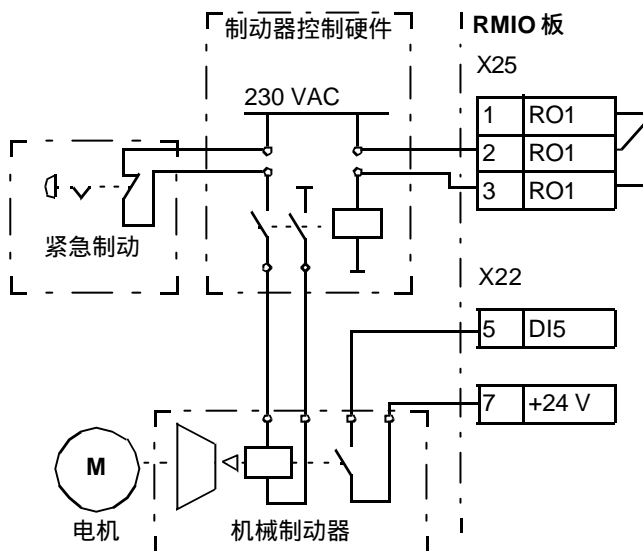 制动器控制硬件
RMIO 板
X25
230 VAC
1 RO1
2 RO1
3 RO1
紧急制动
X22
5 DI5
7 +24 V
M
电机
机械制动器